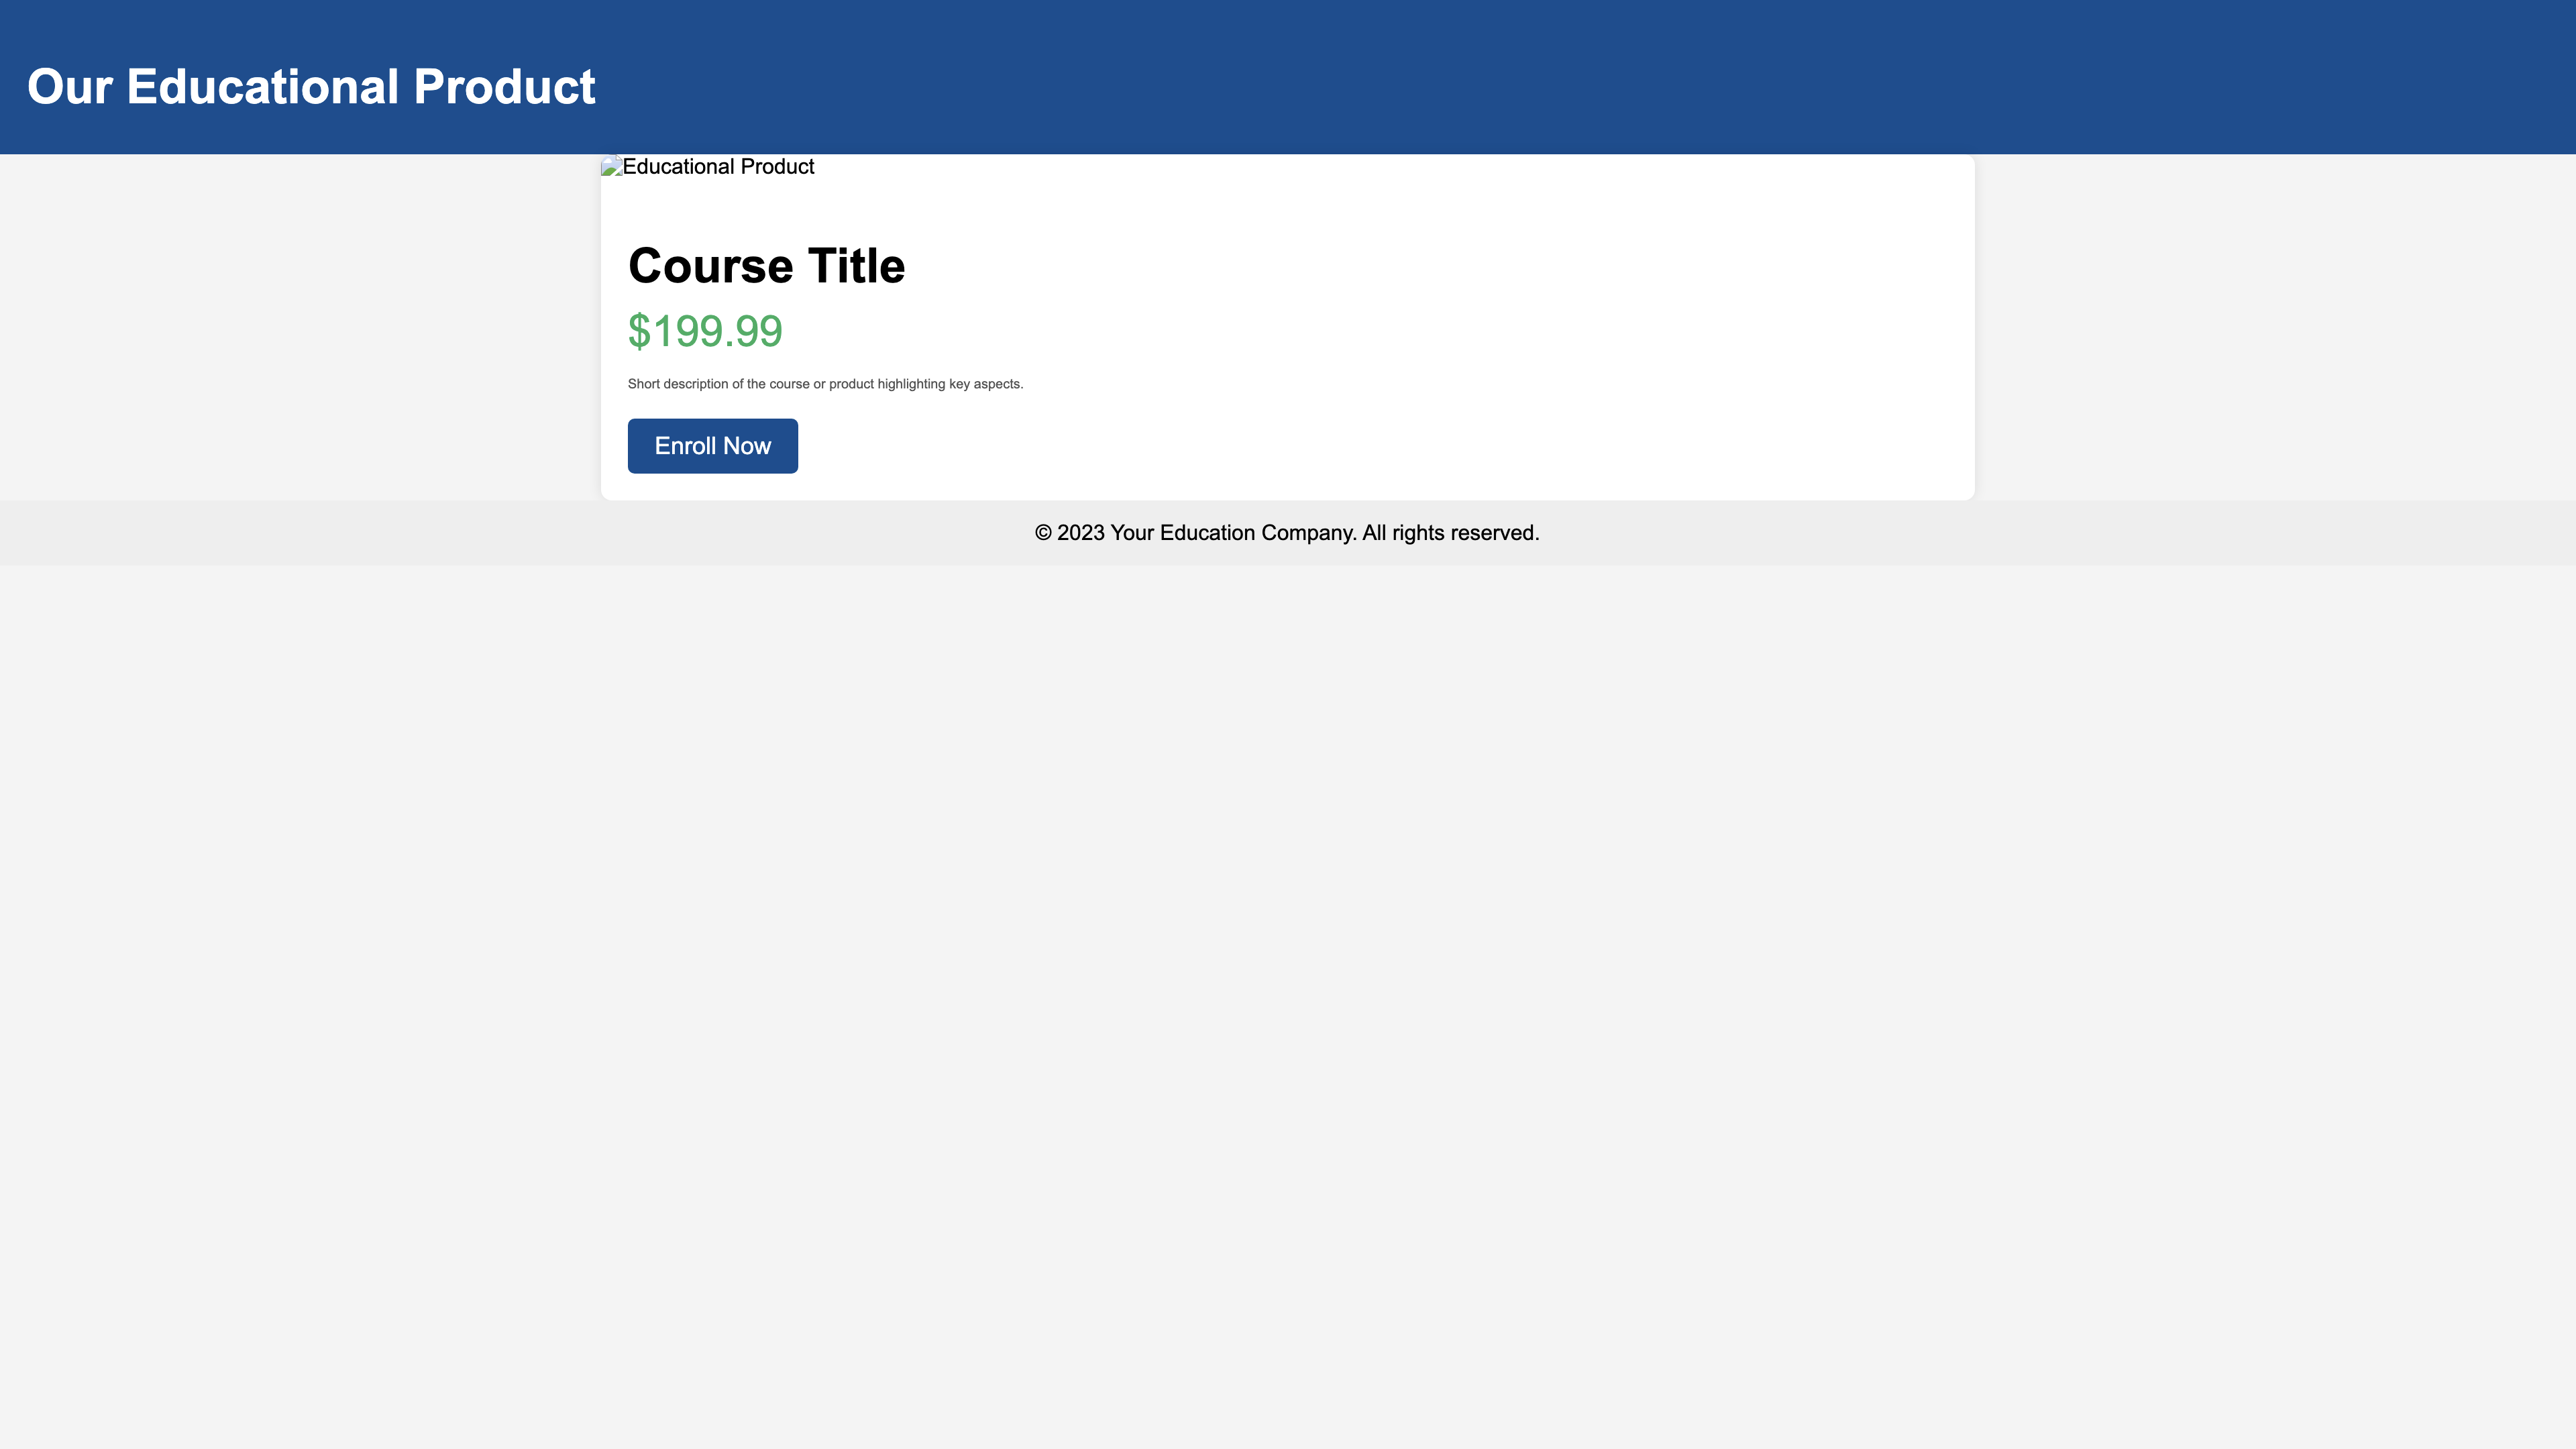 Our Educational Product
Educational Product
Course Title
$199.99
Short description of the course or product highlighting key aspects.
Enroll Now
© 2023 Your Education Company. All rights reserved.